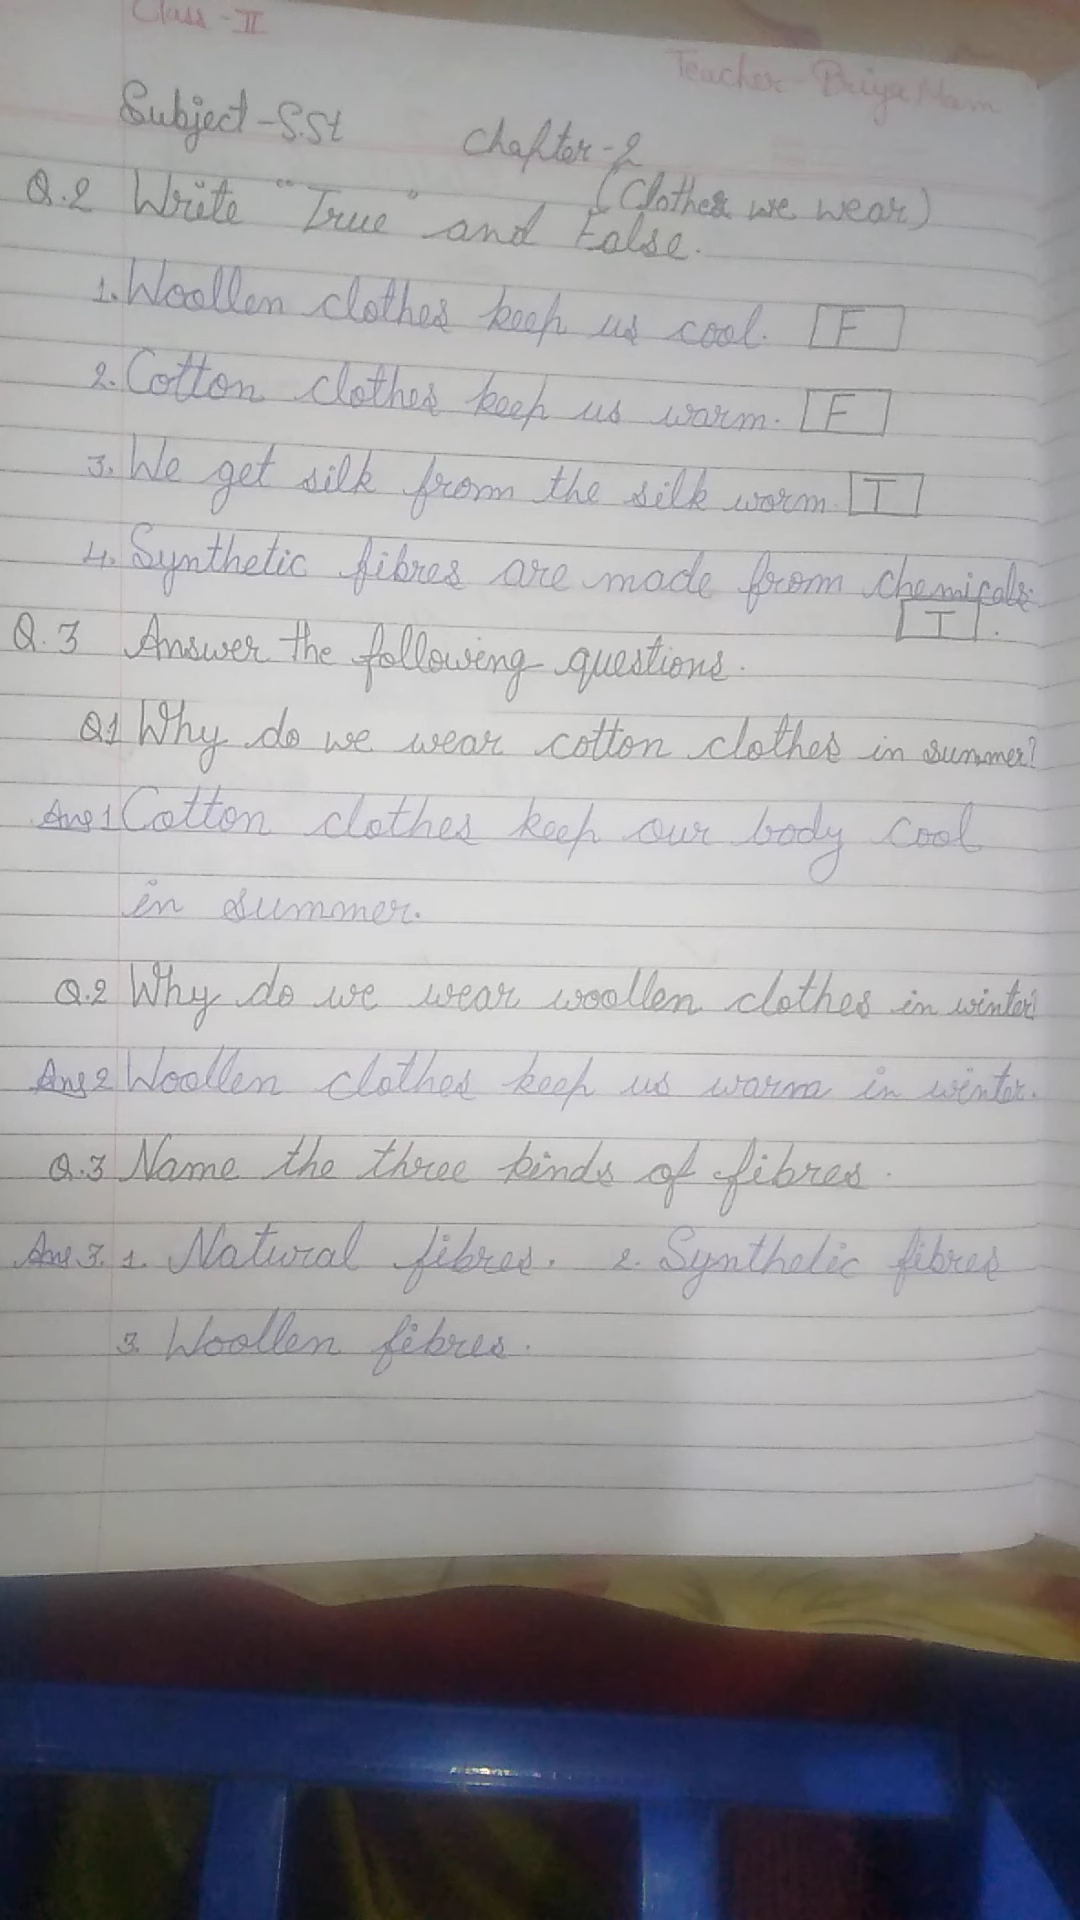 Class - II
Teacher - Priya Mam
Subject - S.St
Chapter - 2
(Clothes we wear)
Q.2 Write "True" and False.
1. Woollen clothes keep us cool. F
2. Cotton clothes keep us warm. F
3. We get silk from the silk worm. T
4. Synthetic fibres are made from chemicals.
T.
Q.3 Answer the following questions.
Q1 Why do we wear cotton clothes in summer?
Ans 1 Cotton clothes keep our body cool
in summer.
Q.2 Why do we wear woollen clothes in winter?
Ans 2 Woollen clothes keep us warm in winter.
Q.3 Name the three kinds of fibres.
Ans 3. 1. Natural fibres. 2. Synthetic fibres
3. Woollen fibres.